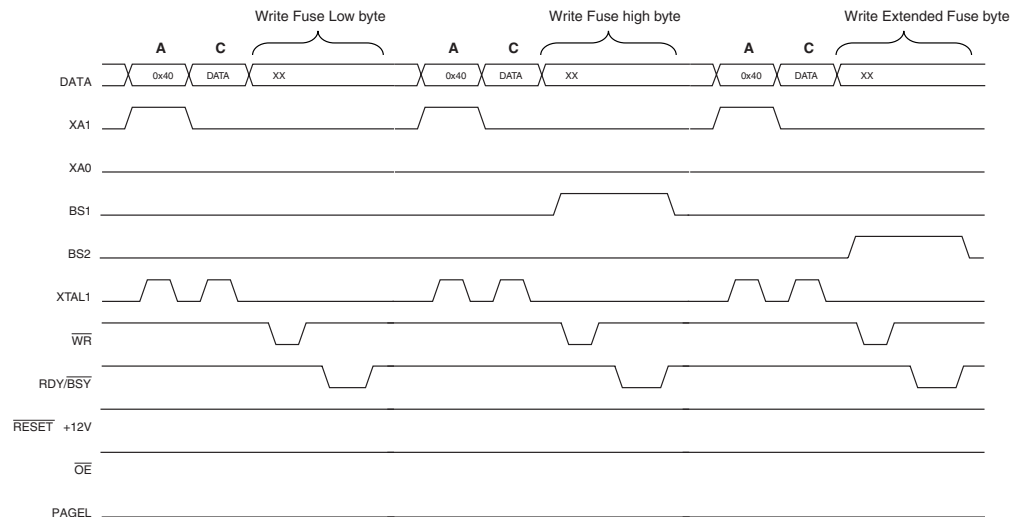 Write Fuse Low byte Write Fuse high byte Write Extended Fuse byte
A C A C A C
DATA 0x40 DATA XX 0x40 DATA XX 0x40 DATA XX
XA1
XA0
BS1
BS2
XTAL1
WR
RDY/BSY
RESET +12V
OE
PAGEL